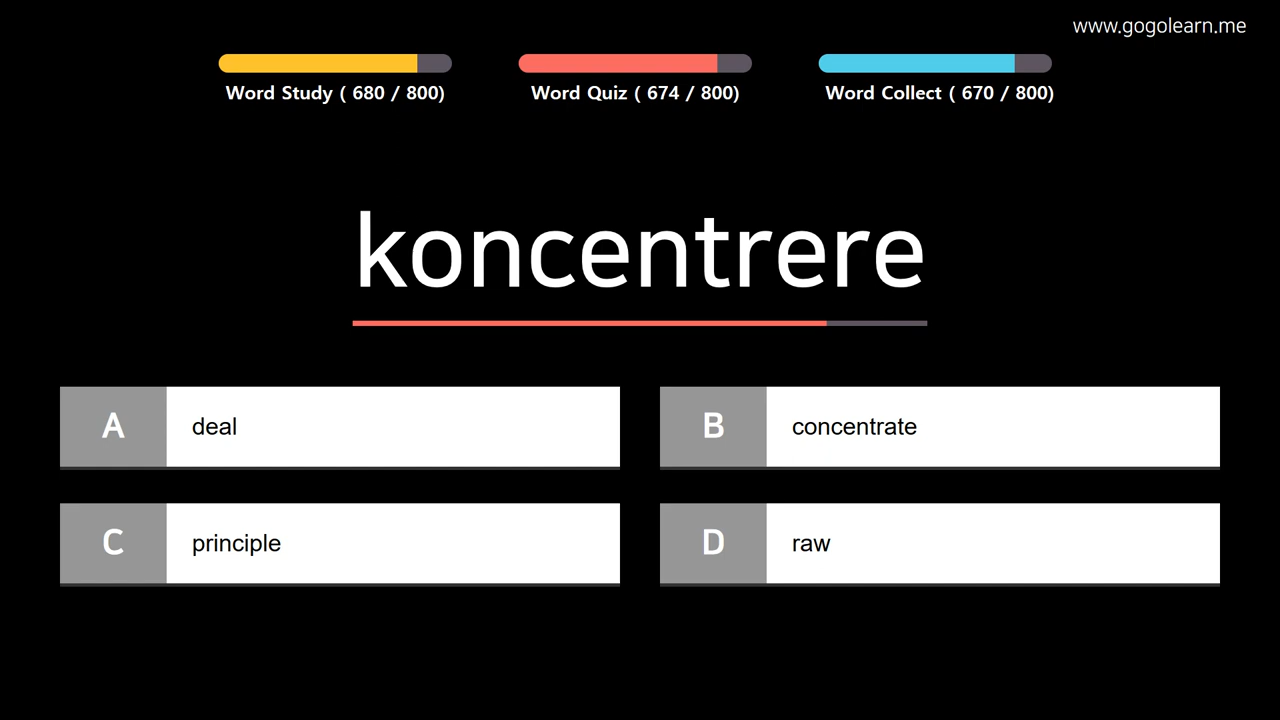 www.gogolearn.me
Word Study ( 680 / 800)
Word Quiz ( 674 / 800)
Word Collect ( 670 / 800)
koncentrere
A deal
B concentrate
C principle
D raw